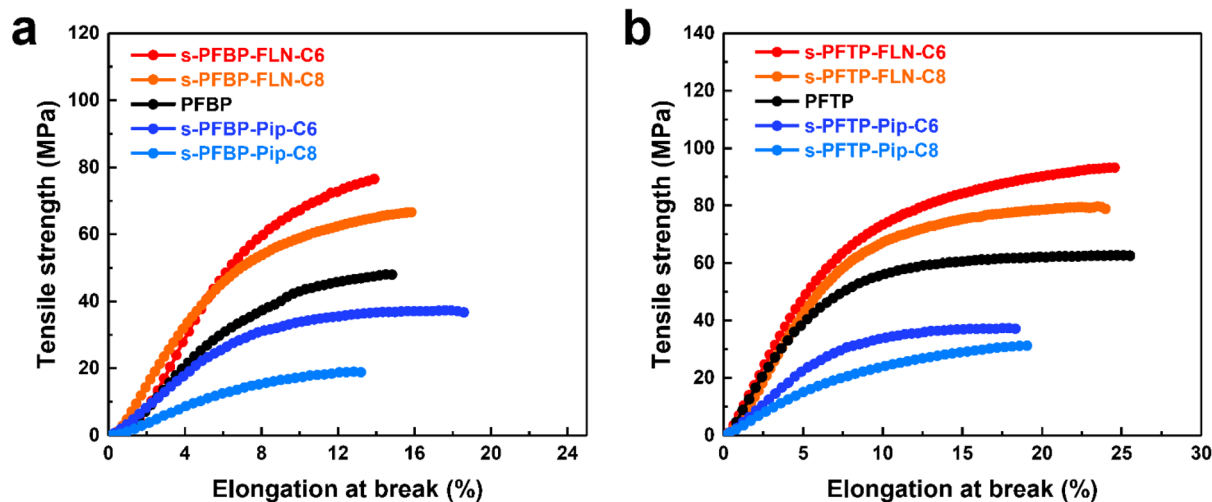 a
s-PFBP-FLN-C6
s-PFBP-FLN-C8
PFBP
s-PFBP-Pip-C6
s-PFBP-Pip-C8
Tensile strength (MPa)
120
100
80
60
40
20
0
0 4 8 12 16 20 24
Elongation at break (%)
b
s-PFTP-FLN-C6
s-PFTP-FLN-C8
PFTP
s-PFTP-Pip-C6
s-PFTP-Pip-C8
Tensile strength (MPa)
140
120
100
80
60
40
20
0
0 5 10 15 20 25 30
Elongation at break (%)